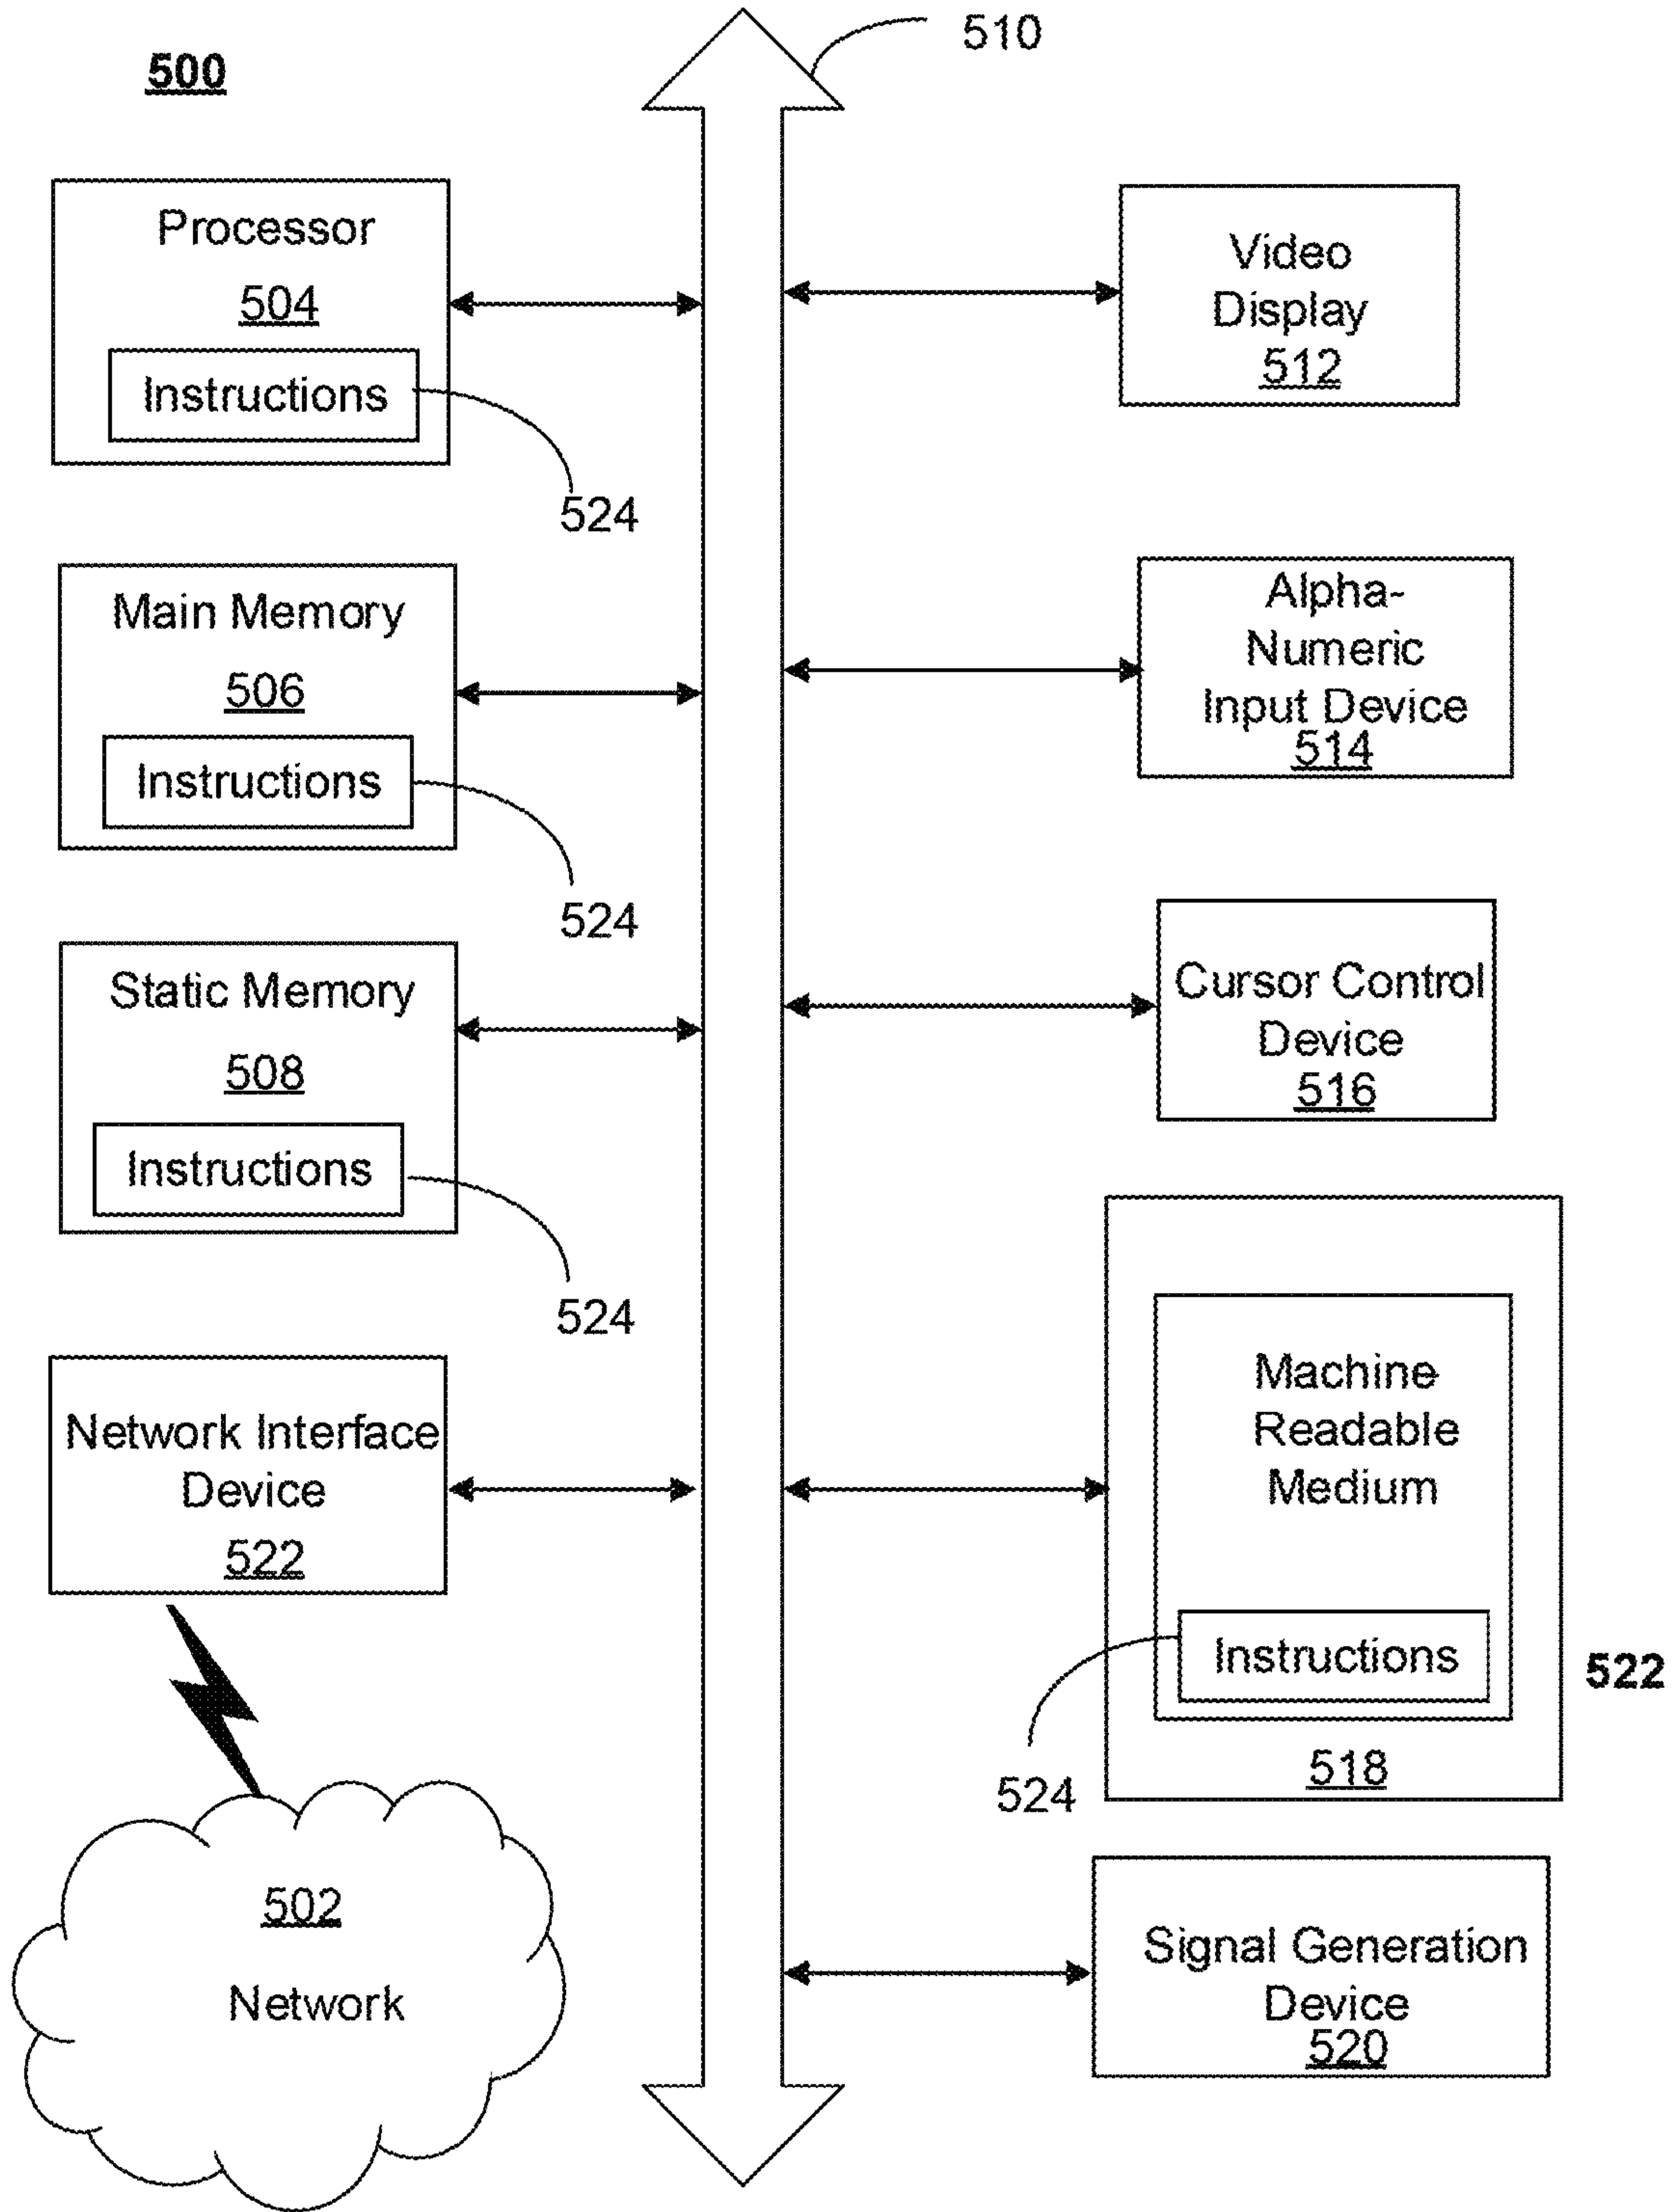 500
510
Processor
504
Instructions
524
Main Memory
506
Instructions
524
Static Memory
508
Instructions
524
Network Interface
Device
522
502
Network
Video
Display
512
Alpha-
Numeric
Input Device
514
Cursor Control
Device
516
Machine
Readable
Medium
Instructions
522
524
518
Signal Generation
Device
520